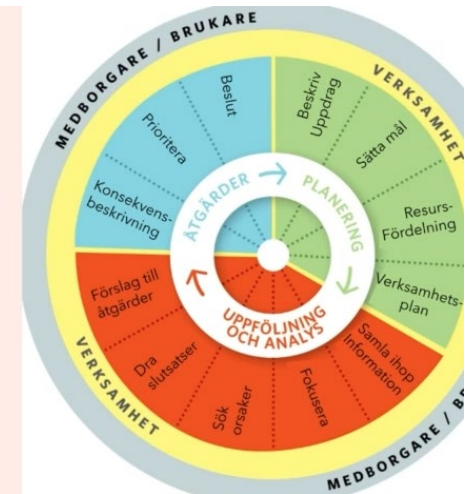 MEDBORGARE / BRUKARE
VERKSAMHET
Beslut
Prioritera
Konsekvens-
beskrivning
Beskriv
Uppdrag
Sätta mål
Resurs-
Fördelning
Verksamhets-
plan
ÅTGÄRDER
PLANERING
UPPFÖLJNING
OCH ANALYS
Samla ihop
Information
Fokusera
Sök
orsaker
Dra
slutsatser
Förslag till
åtgärder
VERKSAMHET
MEDBORGARE / B